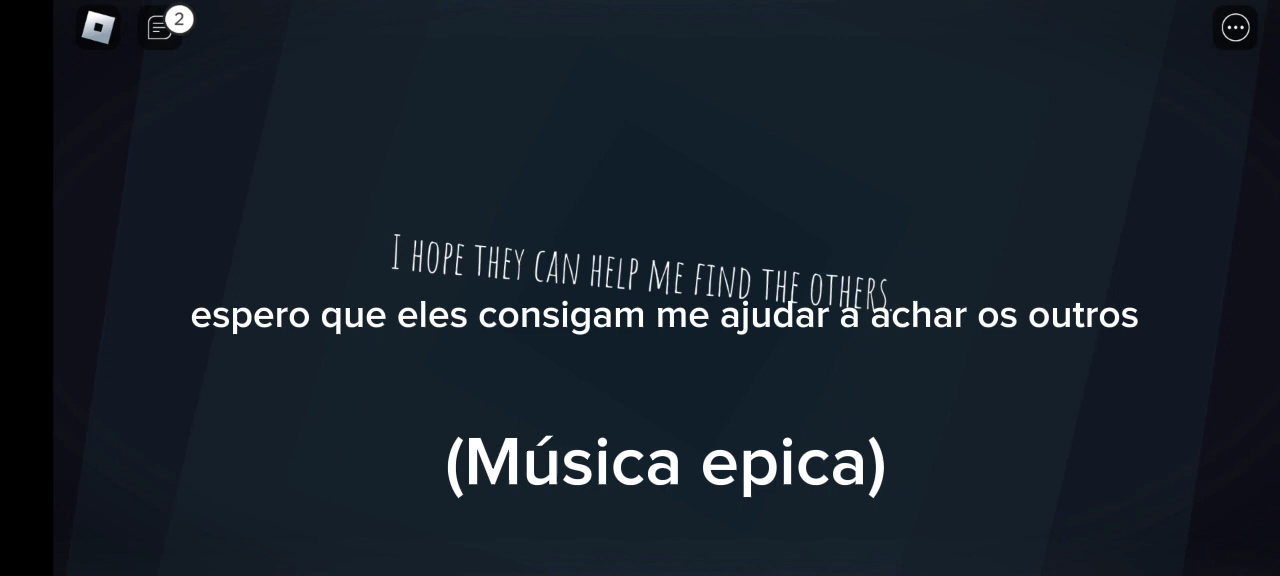 2
I HOPE THEY CAN HELP ME FIND THE OTHERS.
espero que eles consigam me ajudar a achar os outros
(Música epica)